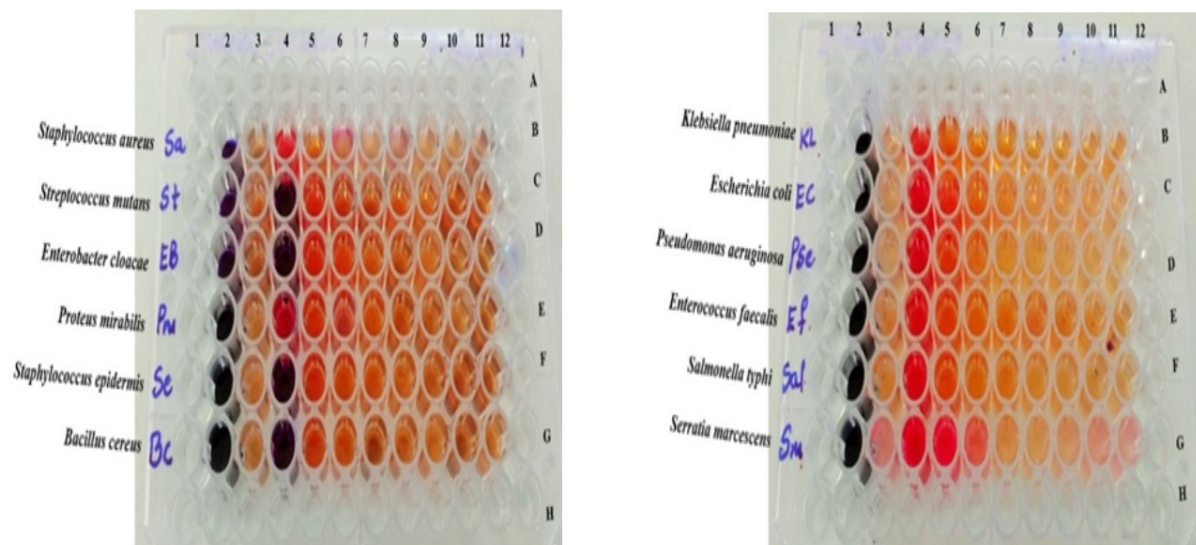 1 2 3 4 5 6 7 8 9 10 11 12
A
Staphylococcus aureus Sa B
Streptococcus mutans St C
Enterobacter cloacae EB D
Proteus mirabilis Pm E
Staphylococcus epidermis Se F
Bacillus cereus Bc G
H
1 2 3 4 5 6 7 8 9 10 11 12
A
Klebsiella pneumoniae KL B
Escherichia coli EC C
Pseudomonas aeruginosa Pse D
Enterococcus faecalis Ef E
Salmonella typhi Sal F
Serratia marcescens Sm G
H